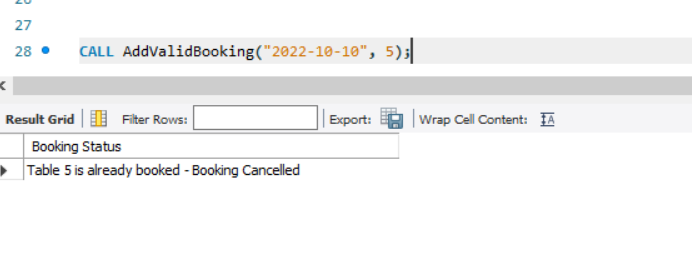 27
28 CALL AddValidBooking("2022-10-10", 5);
Result Grid Filter Rows: Export: Wrap Cell Content:
Booking Status
Table 5 is already booked - Booking Cancelled